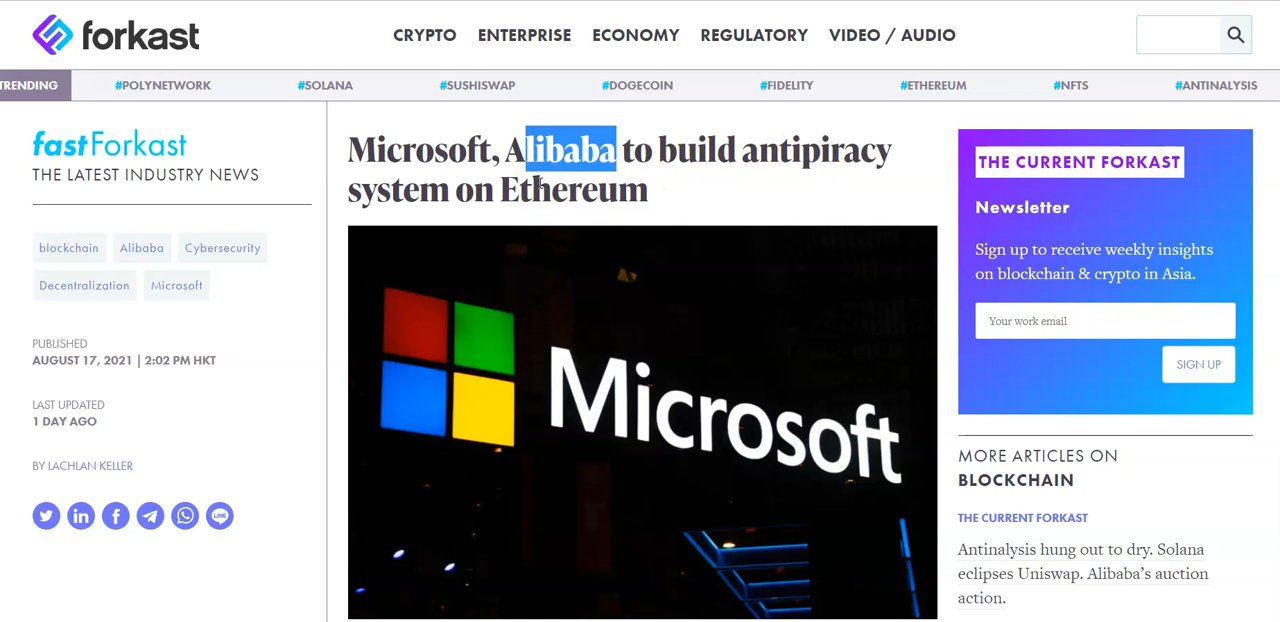 forkast
CRYPTO ENTERPRISE ECONOMY REGULATORY VIDEO / AUDIO
TRENDING #POLYNETWORK #SOLANA #SUSHISWAP #DOGECOIN #FIDELITY #ETHEREUM #NFTS #ANTINALYSIS
fastForkast
THE LATEST INDUSTRY NEWS
blockchain Alibaba Cybersecurity
Decentralization Microsoft
PUBLISHED
AUGUST 17, 2021 | 2:02 PM HKT
LAST UPDATED
1 DAY AGO
BY LACHLAN KELLER
LINE
Microsoft, Alibaba to build antipiracy
system on Ethereum
Microsoft
THE CURRENT FORKAST
Newsletter
Sign up to receive weekly insights
on blockchain & crypto in Asia.
Your work email
SIGN UP
MORE ARTICLES ON
BLOCKCHAIN
THE CURRENT FORKAST
Antinalysis hung out to dry. Solana
eclipses Uniswap. Alibaba’s auction
action.